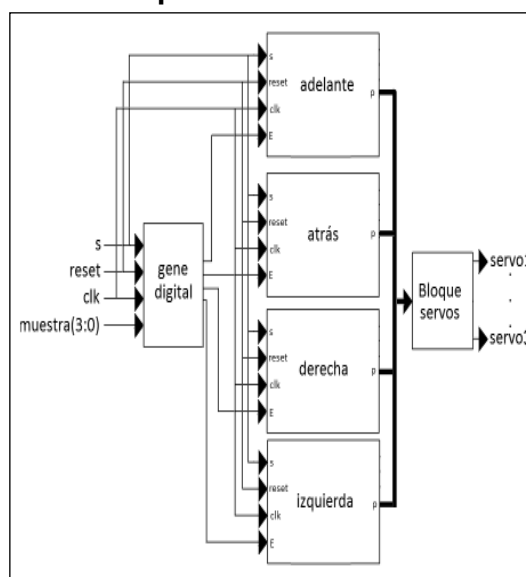 s
reset
clk
E
adelante
p
s
reset
clk
E
atrás
p
s
reset
clk
muestra(3:0)
gene
digital
Bloque
servos
servo1
.
.
.
s
reset
clk
E
derecha
p
s
reset
clk
E
izquierda
p